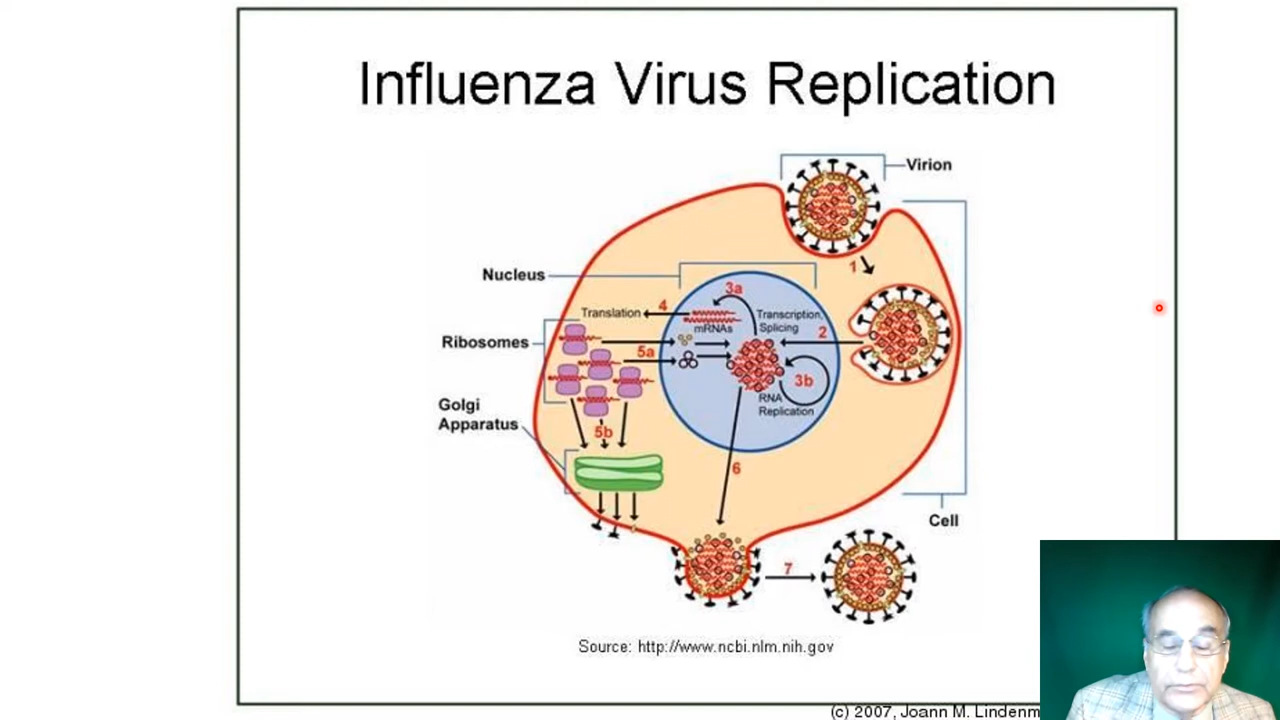 Influenza Virus Replication
Virion
1
Nucleus
3a
4
Translation
mRNAs
Transcription,
Splicing
2
Ribosomes
5a
3b
RNA
Replication
Golgi
Apparatus
5b
6
Cell
7
Source: http://www.ncbi.nlm.nih.gov
(c) 2007, Joann M.